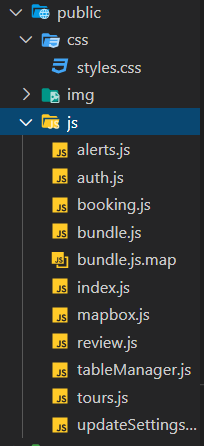 public
css
styles.css
img
js
alerts.js
auth.js
booking.js
bundle.js
bundle.js.map
index.js
mapbox.js
review.js
tableManager.js
tours.js
updateSettings...